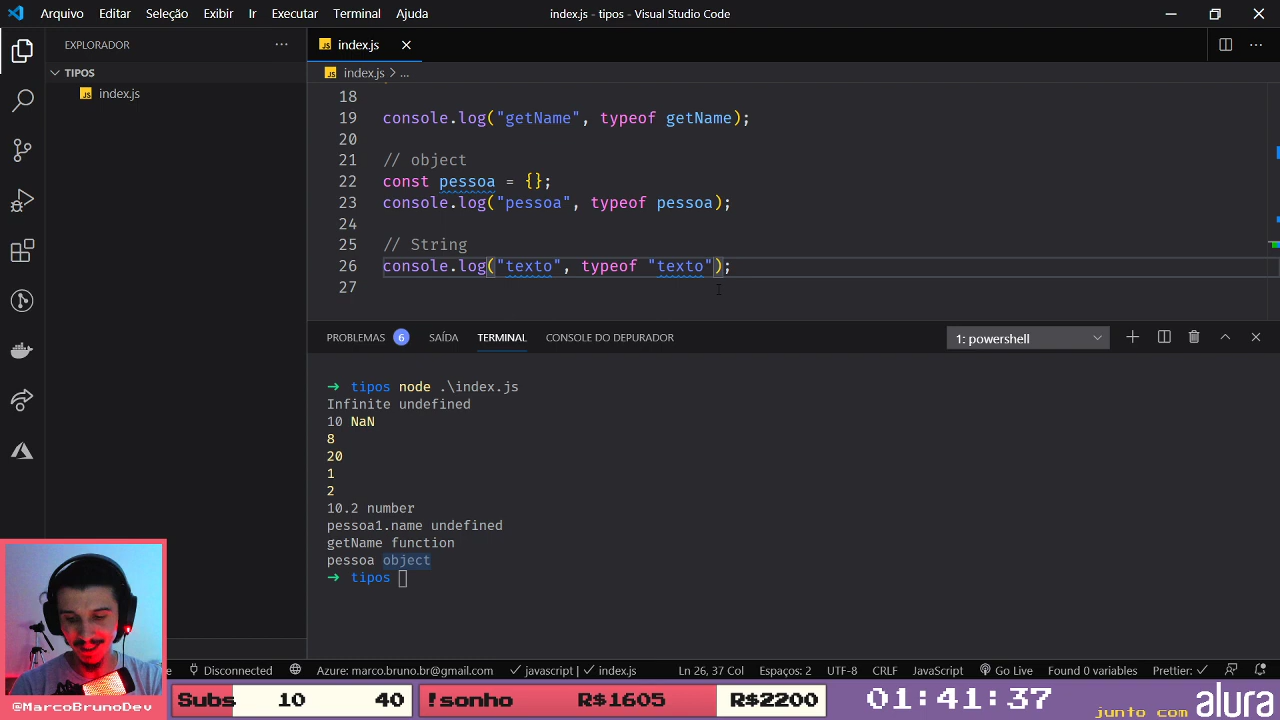 Arquivo Editar Seleção Exibir Ir Executar Terminal Ajuda
index.js - tipos - Visual Studio Code
EXPLORADOR
TIPOS
JS index.js
JS index.js
JS index.js > ...
18
19 console.log("getName", typeof getName);
20
21 // object
22 const pessoa = {};
23 console.log("pessoa", typeof pessoa);
24
25 // String
26 console.log("texto", typeof "texto");
27
PROBLEMAS 6 SAÍDA TERMINAL CONSOLE DO DEPURADOR
1: powershell
→ tipos node .\index.js
Infinite undefined
10 NaN
8
20
1
2
10.2 number
pessoa1.name undefined
getName function
pessoa object
→ tipos
Disconnected Azure: marco.bruno.br@gmail.com javascript | index.js Ln 26, 37 Col Espaços: 2 UTF-8 CRLF JavaScript Go Live Found 0 variables Prettier:
@MarcoBrunoDev
Subs 10 40
!sonho R$1605 R$2200
01:41:37
junto com alura